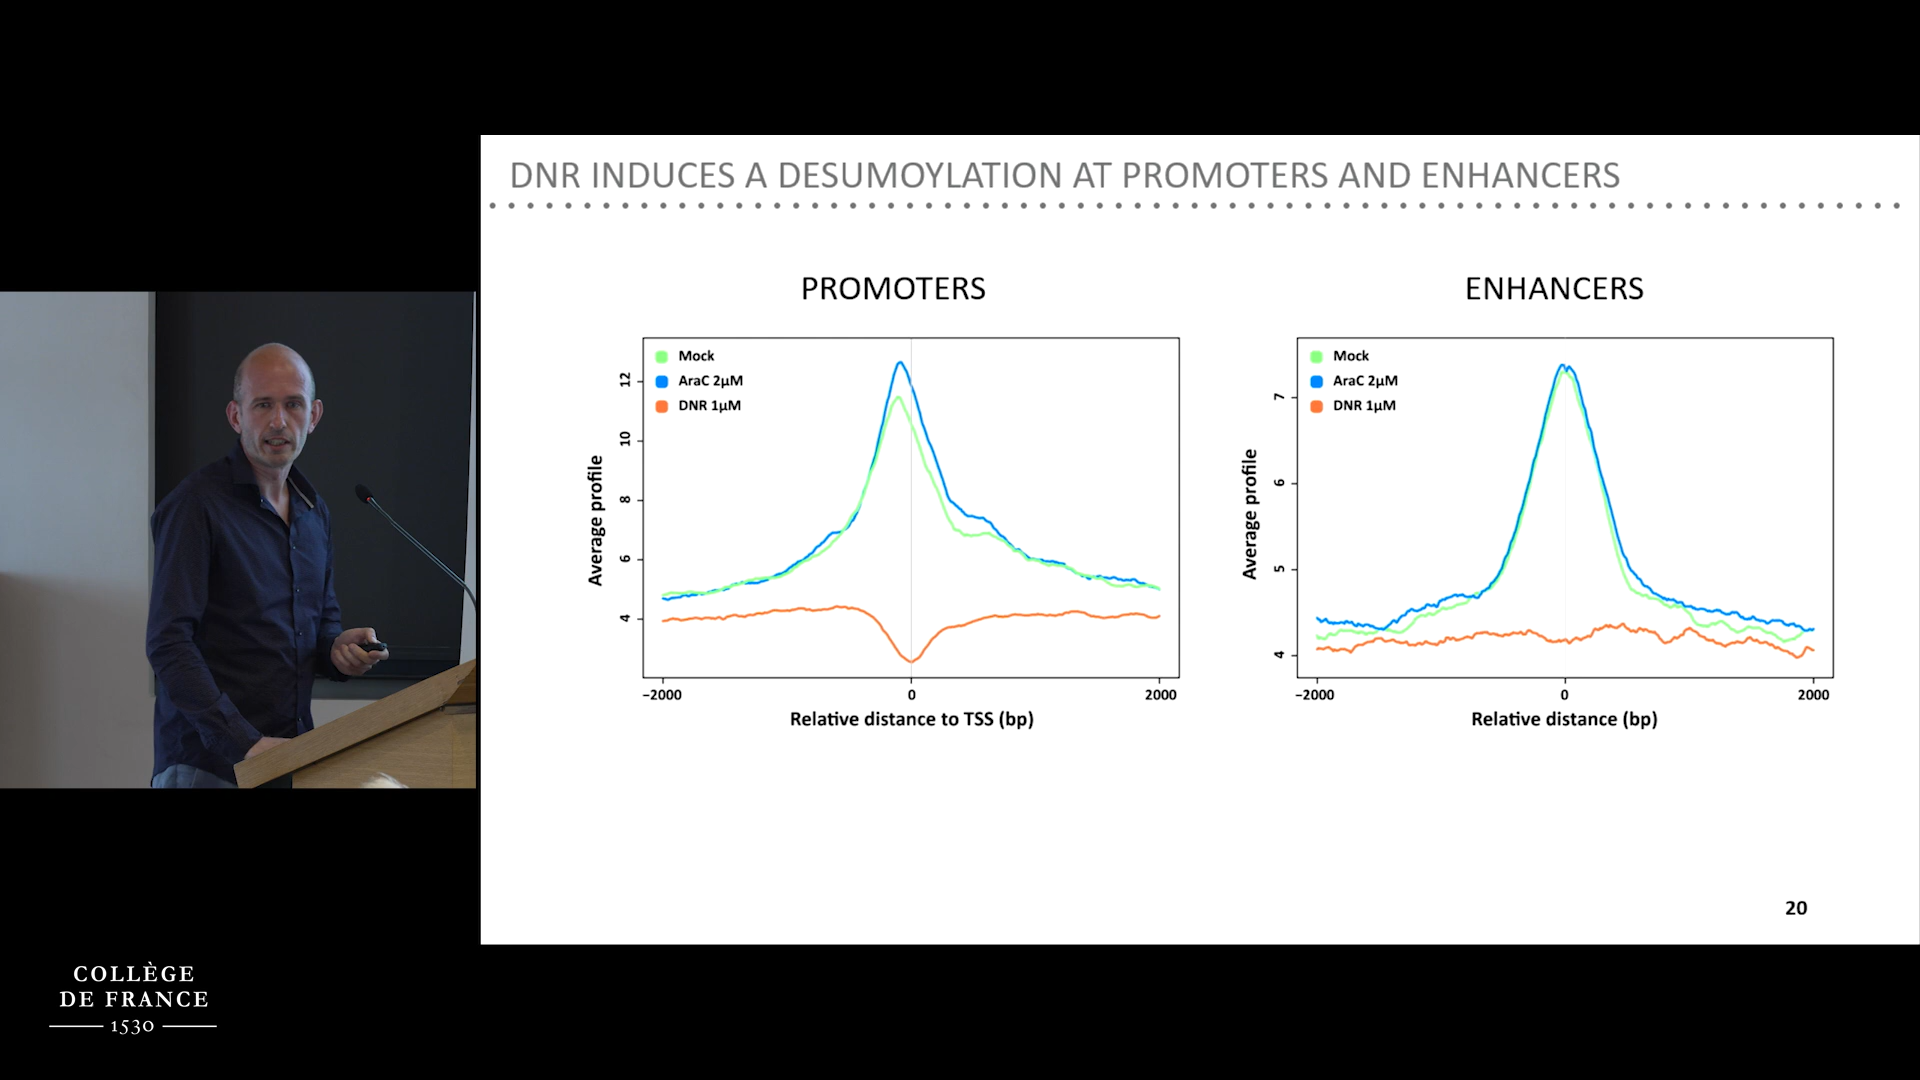 DNR INDUCES A DESUMOYLATION AT PROMOTERS AND ENHANCERS
PROMOTERS
Mock
AraC 2µM
DNR 1µM
Average profile
12
10
8
6
4
−2000
0
2000
Relative distance to TSS (bp)
ENHANCERS
Mock
AraC 2µM
DNR 1µM
Average profile
7
6
5
4
−2000
0
2000
Relative distance (bp)
20
COLLÈGE
DE FRANCE
1530